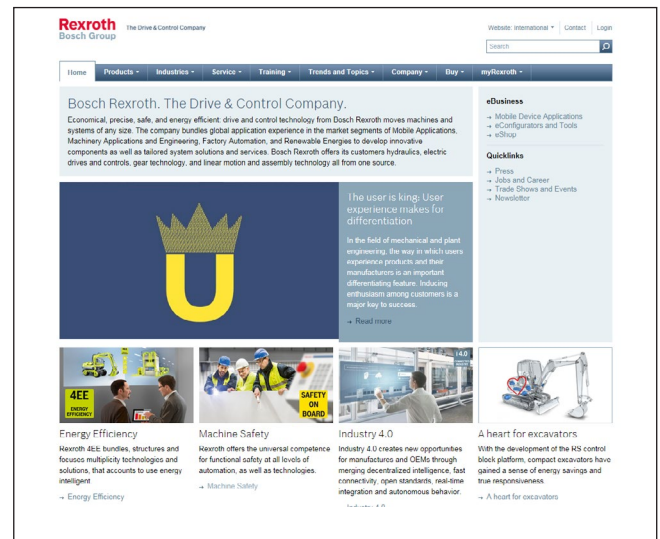 Rexroth
Bosch Group
The Drive & Control Company
Website: International
Contact
Login
Search
Home
Products
Industries
Service
Training
Trends and Topics
Company
Buy
myRexroth
Bosch Rexroth. The Drive & Control Company.
Economical, precise, safe, and energy efficient: drive and control technology from Bosch Rexroth moves machines and
systems of any size. The company bundles global application experience in the market segments of Mobile Applications,
Machinery Applications and Engineering, Factory Automation, and Renewable Energies to develop innovative
components as well as tailored system solutions and services. Bosch Rexroth offers its customers hydraulics, electric
drives and controls, gear technology, and linear motion and assembly technology all from one source.
eBusiness
→ Mobile Device Applications
→ eConfigurators and Tools
→ eShop
Quicklinks
→ Press
→ Jobs and Career
→ Trade Shows and Events
→ Newsletter
U
The user is king: User
experience makes for
differentiation
In the field of mechanical and plant
engineering, the way in which users
experience products and their
manufacturers is an important
differentiating feature. Inducing
enthusiasm among customers is a
major key to success.
→ Read more
4EE
ENERGY
EFFICIENCY
Energy Efficiency
Rexroth 4EE bundles, structures and
focuses multiplicity technologies and
solutions, that accounts to use energy
intelligent
→ Energy Efficiency
SAFETY
ON
BOARD
Machine Safety
Rexroth offers the universal competence
for functional safety at all levels of
automation, as well as technologies.
→ Machine Safety
4.0
Industry 4.0
Industry 4.0 creates new opportunities
for manufactures and OEMs through
merging decentralized intelligence, fast
connectivity, open standards, real-time
integration and autonomous behavior.
→ Industry 4.0
A heart for excavators
With the development of the RS control
block platform, compact excavators have
gained a sense of energy savings and
true responsiveness.
→ A heart for excavators